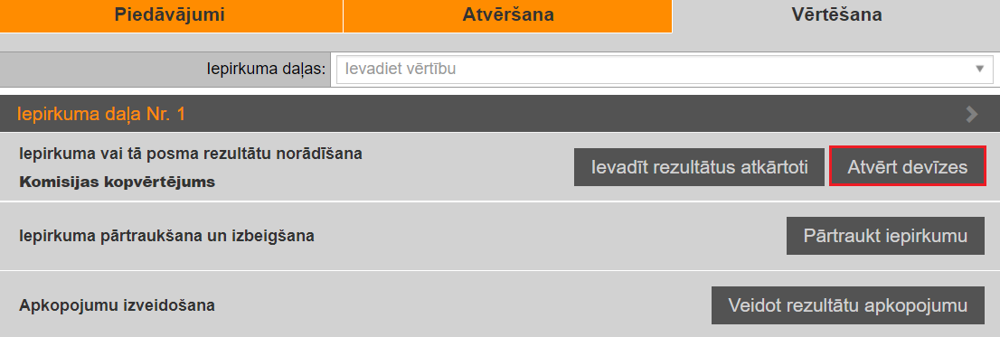 Piedāvājumi
Atvēršana
Vērtēšana
Iepirkuma daļas:
Ievadiet vērtību
Iepirkuma daļa Nr. 1
Iepirkuma vai tā posma rezultātu norādīšana
Komisijas kopvērtējums
Ievadīt rezultātus atkārtoti
Atvērt devīzes
Iepirkuma pārtraukšana un izbeigšana
Pārtraukt iepirkumu
Apkopojumu izveidošana
Veidot rezultātu apkopojumu